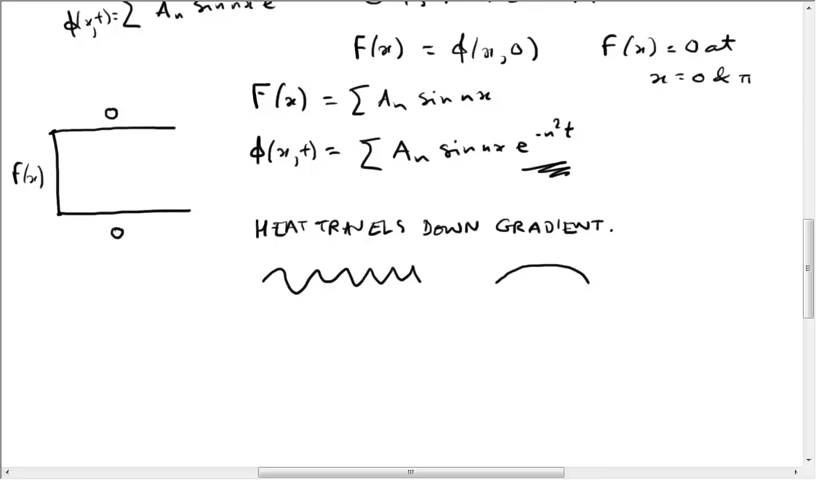 ϕ(x,t)=∑ An sin nx e
F(x) = ϕ(x,0)
F(x) = 0 at
x = 0 & π
F(x) = ∑ An sin nx
0
ϕ(x,t) = ∑ An sin nx e^-n²t
F(x)
0
HEAT TRAVELS DOWN GRADIENT.